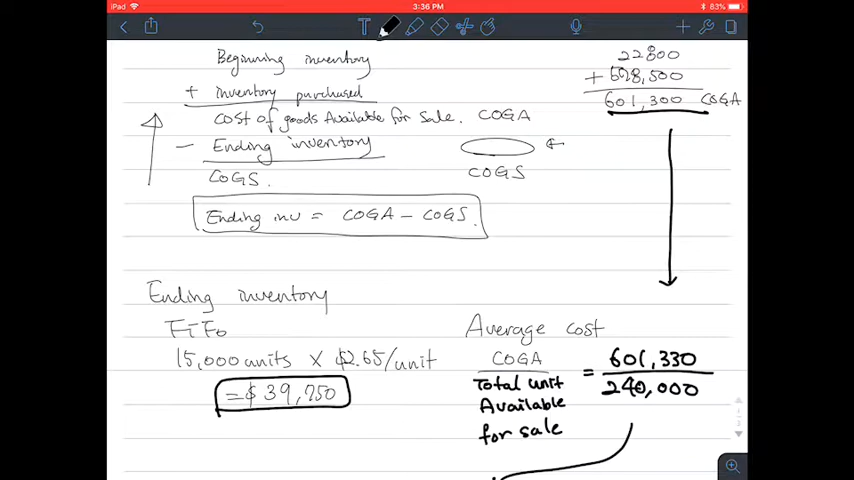 iPad
3:36 PM
83%
T
Beginning inventory
+ inventory purchased
Cost of goods Available for Sale. COGA
- Ending inventory
COGS.
COGS
Ending inv = COGA - COGS.
22800
+ 578,500
601,300 COGA
Ending inventory
FiFo
15,000 units × $2.65/unit
= $39,750
Average cost
COGA
Total unit
Available
for sale
= 601,330
240,000